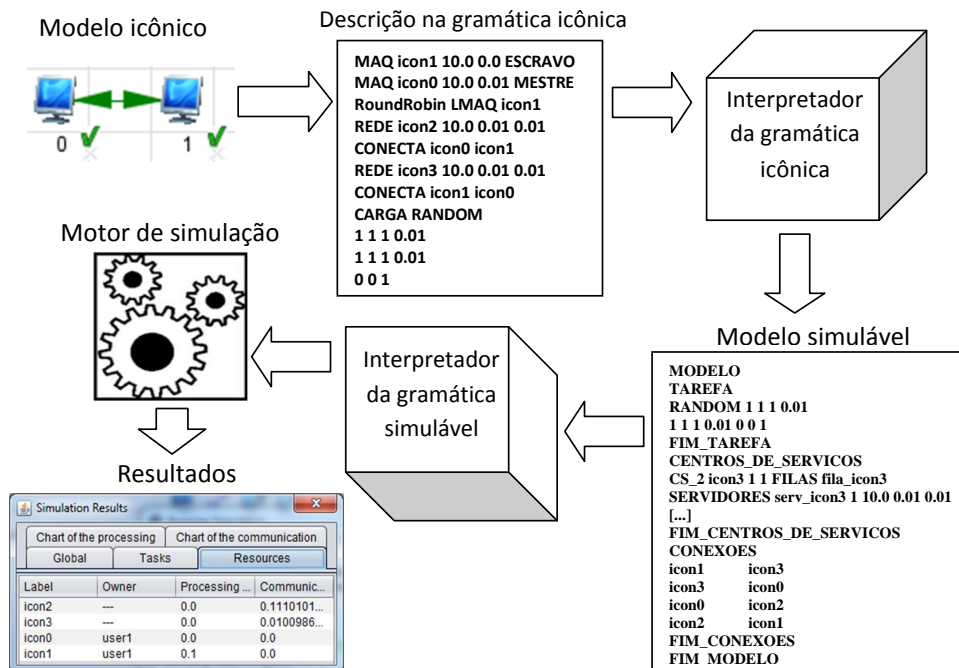 Modelo icônico
0
1
Descrição na gramática icônica
MAQ icon1 10.0 0.0 ESCRAVO
MAQ icon0 10.0 0.01 MESTRE
RoundRobin LMAQ icon1
REDE icon2 10.0 0.01 0.01
CONECTA icon0 icon1
REDE icon3 10.0 0.01 0.01
CONECTA icon1 icon0
CARGA RANDOM
1 1 1 0.01
1 1 1 0.01
0 0 1
Interpretador
da gramática
icônica
Modelo simulável
MODELO
TAREFA
RANDOM 1 1 1 0.01
1 1 1 0.01 0 0 1
FIM_TAREFA
CENTROS_DE_SERVICOS
CS_2 icon3 1 1 FILAS fila_icon3
SERVIDORES serv_icon3 1 10.0 0.01 0.01
[...]
FIM_CENTROS_DE_SERVICOS
CONEXOES
icon1 icon3
icon3 icon0
icon0 icon2
icon2 icon1
FIM_CONEXOES
FIM_MODELO
Interpretador
da gramática
simulável
Motor de simulação
Resultados
Simulation Results
Chart of the processing Chart of the communication
Global Tasks Resources
Label Owner Processing ... Communic...
icon2 --- 0.0 0.1110101...
icon3 --- 0.0 0.0100986...
icon0 user1 0.0 0.0
icon1 user1 0.1 0.0